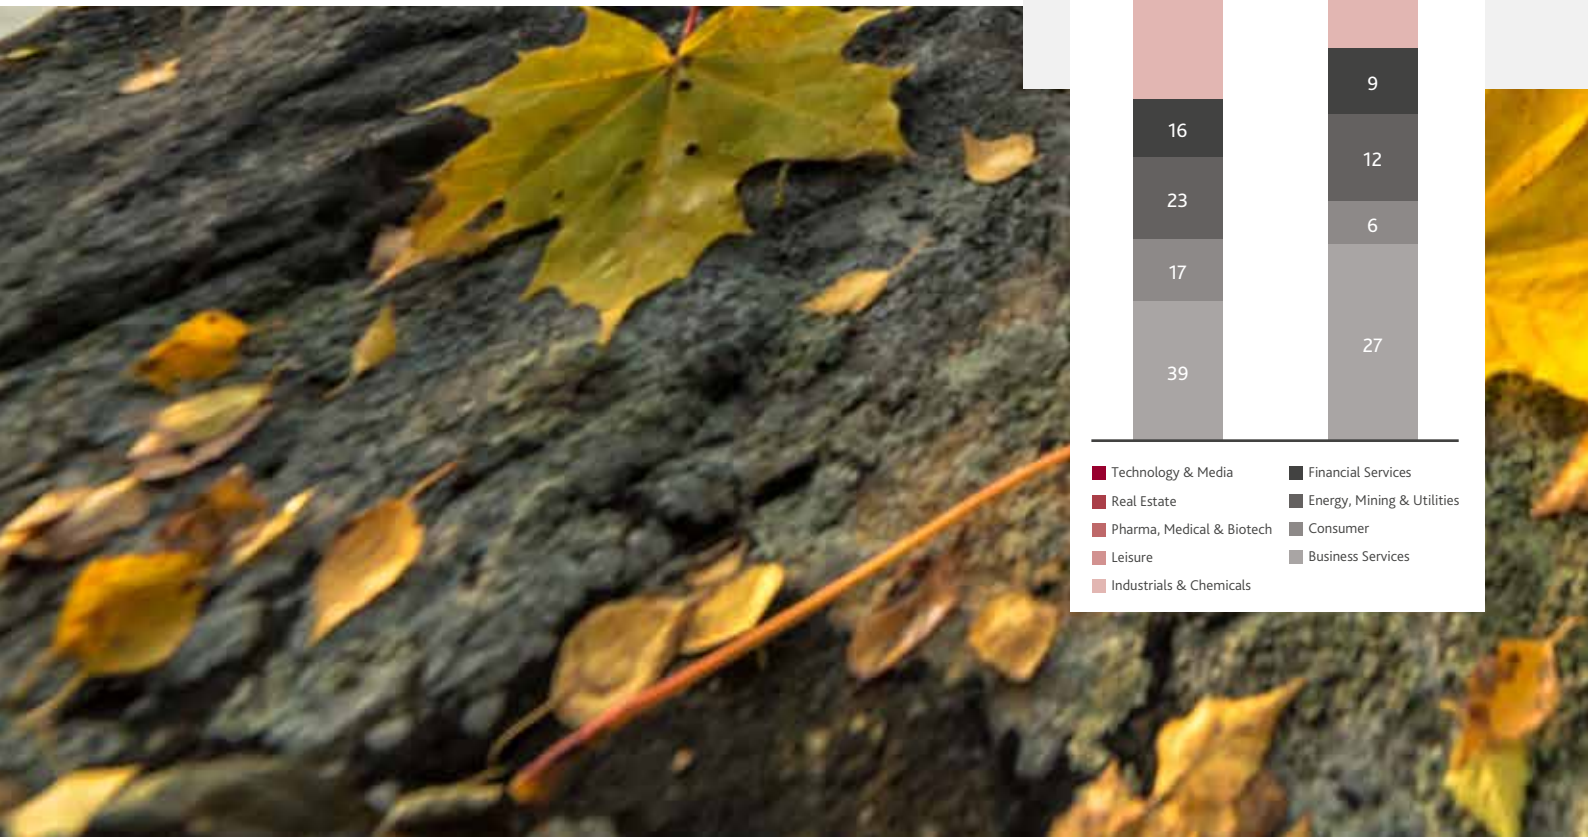 16
23
17
39
9
12
6
27
Technology & Media
Real Estate
Pharma, Medical & Biotech
Leisure
Industrials & Chemicals
Financial Services
Energy, Mining & Utilities
Consumer
Business Services